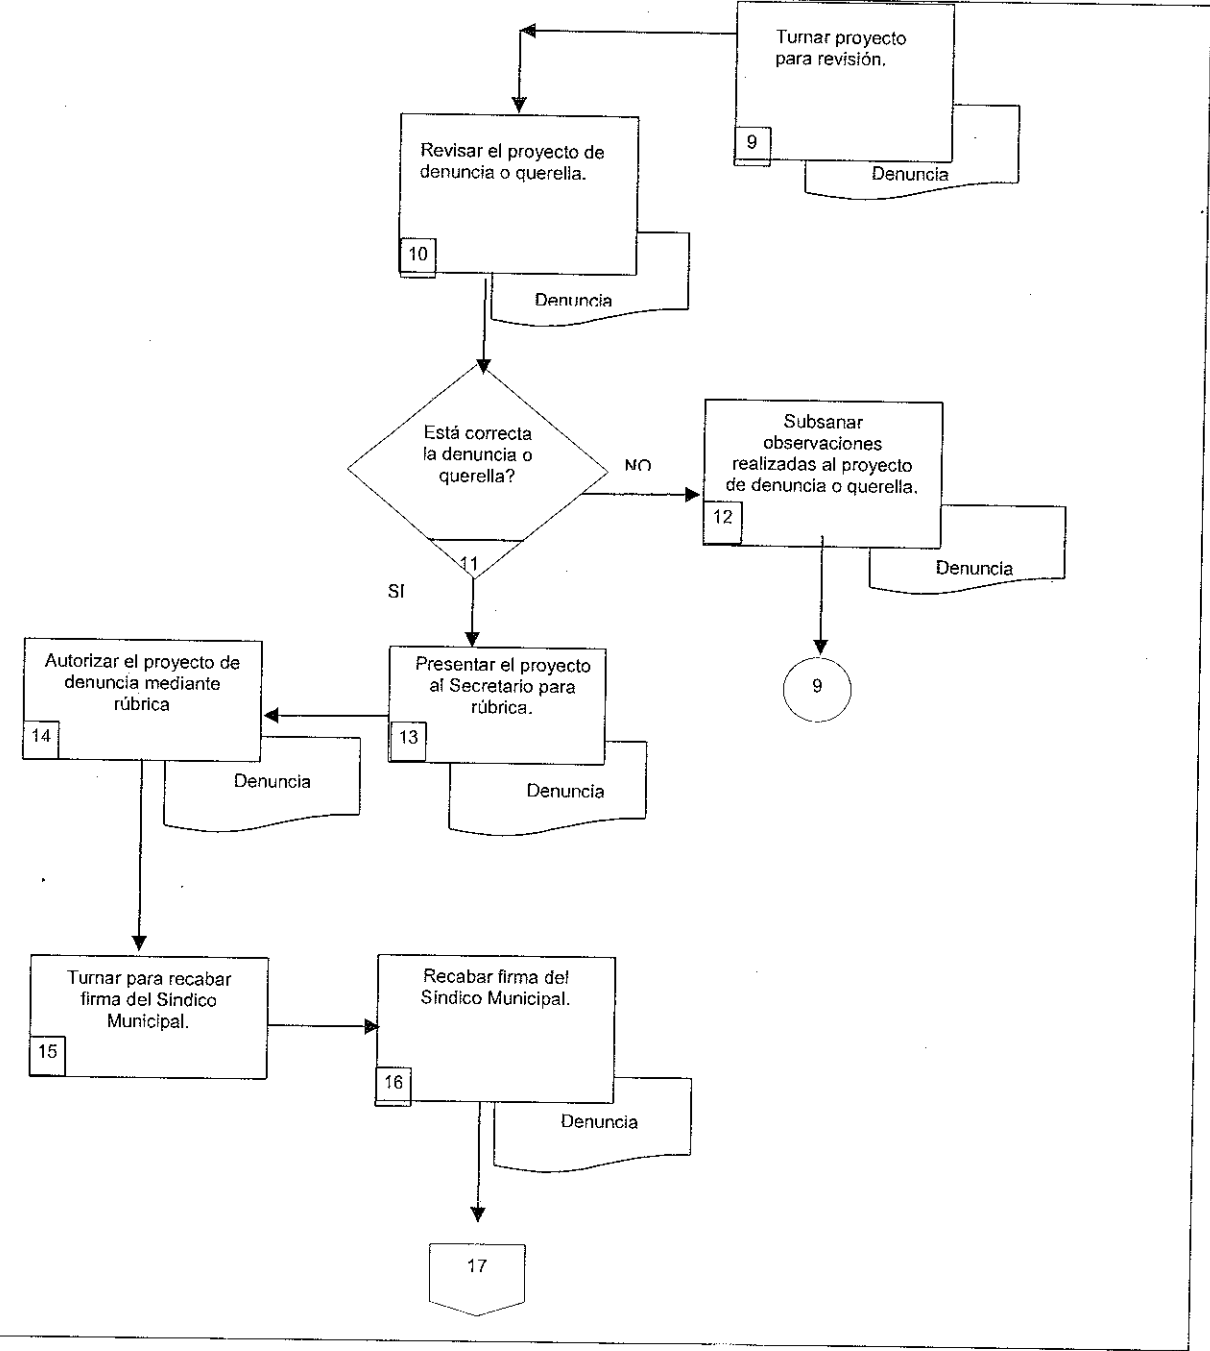 Turnar proyecto
para revisión.
9
Denuncia
Revisar el proyecto de
denuncia o querella.
10
Denuncia
Está correcta
la denuncia o
querella?
11
NO
SÍ
Subsanar
observaciones
realizadas al proyecto
de denuncia o querella.
12
Denuncia
9
Presentar el proyecto
al Secretario para
rúbrica.
13
Denuncia
Autorizar el proyecto de
denuncia mediante
rúbrica
14
Denuncia
Turnar para recabar
firma del Síndico
Municipal.
15
Recabar firma del
Síndico Municipal.
16
Denuncia
17